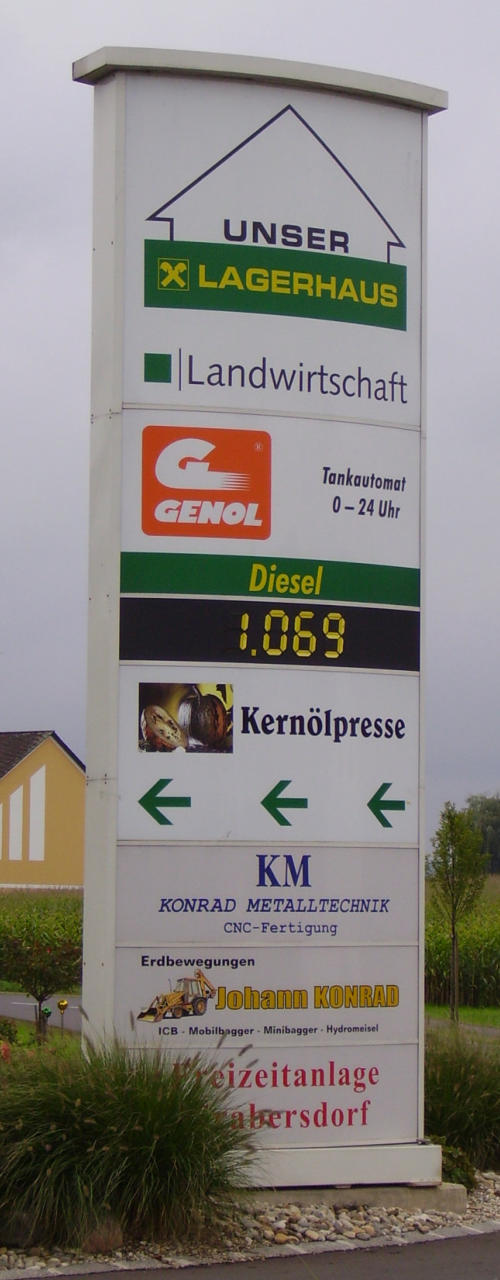 UNSER
LAGERHAUS
Landwirtschaft
G ®
GENOL
Tankautomat
0 – 24 Uhr
Diesel
1.069
Kernölpresse
KM
KONRAD METALLTECHNIK
CNC-Fertigung
Erdbewegungen
Johann KONRAD
ICB - Mobilbagger - Minibagger - Hydromeisel
Freizeitanlage